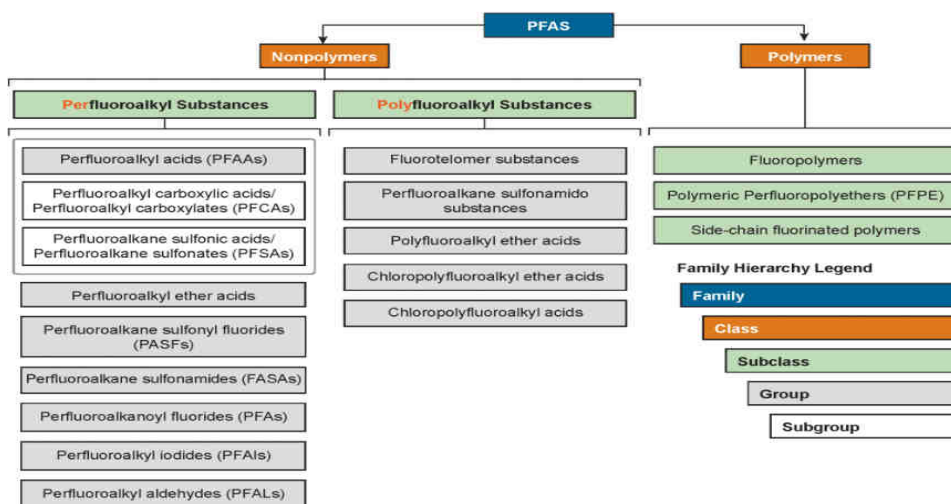 PFAS
Nonpolymers
Polymers
Perfluoroalkyl Substances
Polyfluoroalkyl Substances
Perfluoroalkyl acids (PFAAs)
Perfluoroalkyl carboxylic acids/
Perfluoroalkyl carboxylates (PFCAs)
Perfluoroalkane sulfonic acids/
Perfluoroalkane sulfonates (PFSAs)
Perfluoroalkyl ether acids
Perfluoroalkane sulfonyl fluorides
(PASFs)
Perfluoroalkane sulfonamides (FASAs)
Perfluoroalkanoyl fluorides (PFAs)
Perfluoroalkyl iodides (PFAIs)
Perfluoroalkyl aldehydes (PFALs)
Fluorotelomer substances
Perfluoroalkane sulfonamido
substances
Polyfluoroalkyl ether acids
Chloropolyfluoroalkyl ether acids
Chloropolyfluoroalkyl acids
Fluoropolymers
Polymeric Perfluropolyethers (PFPE)
Side-chain fluorinated polymers
Family Hierarchy Legend
Family
Class
Subclass
Group
Subgroup